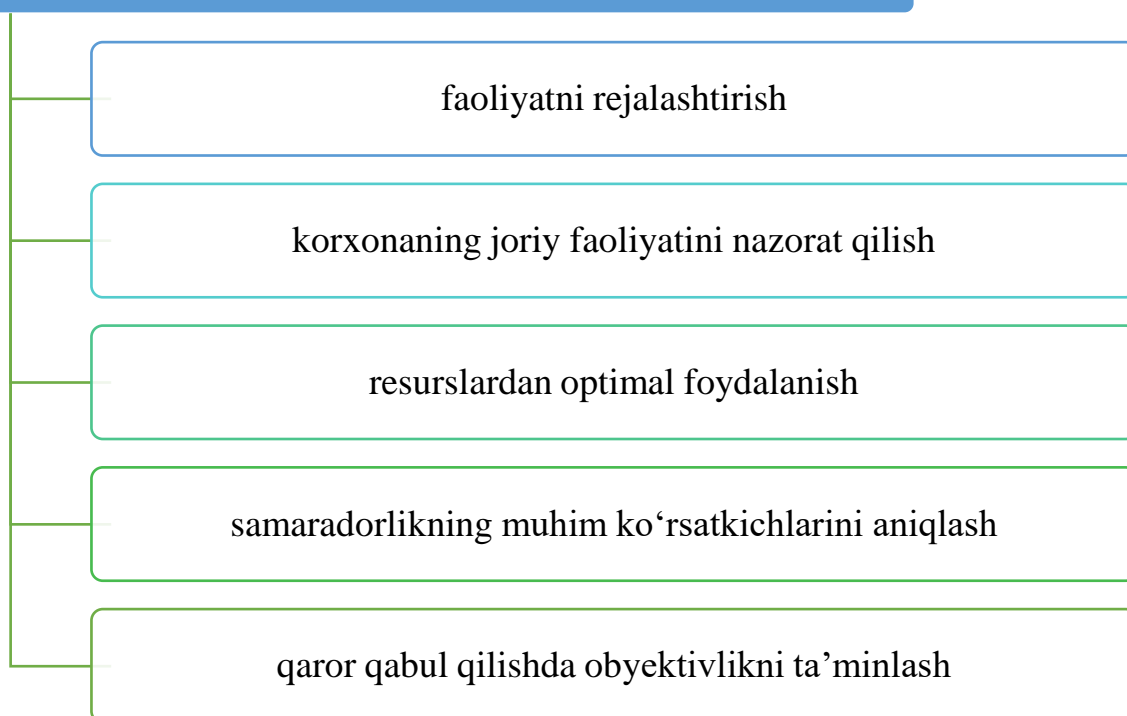 faoliyatni rejalashtirish
korxonaning joriy faoliyatini nazorat qilish
resurslardan optimal foydalanish
samaradorlikning muhim ko‘rsatkichlarini aniqlash
qaror qabul qilishda obyektivlikni ta’minlash